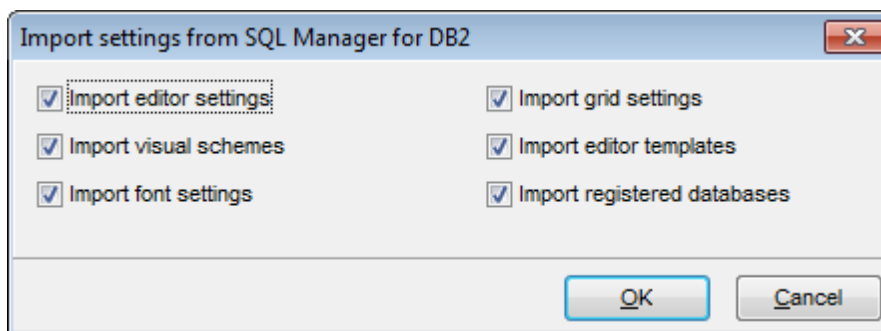 Import settings from SQL Manager for DB2
Import editor settings
Import grid settings
Import visual schemes
Import editor templates
Import font settings
Import registered databases
OK
Cancel